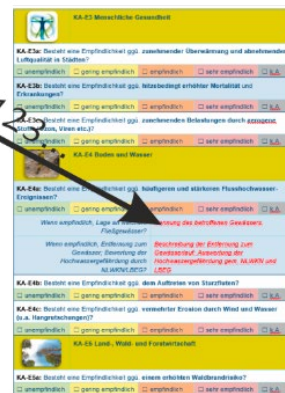 KA-E3 Menschliche Gesundheit
KA-E3a: Besteht eine Empfindlichkeit ggü. zunehmender Überwärmung und abnehmender
Luftqualität in Städten?
☐ unempfindlich ☐ gering empfindlich ☐ empfindlich ☐ sehr empfindlich ☐ k.A.
KA-E3b: Besteht eine Empfindlichkeit ggü. hitzebedingt erhöhter Mortalität und
Erkrankungen?
☐ unempfindlich ☐ gering empfindlich ☐ empfindlich ☐ sehr empfindlich ☐ k.A.
Besteht eine Empfindlichkeit ggü. zunehmenden Belastungen durch
Viren etc.)?
☐ gering empfindlich ☐ empfindlich ☐ sehr empfindlich ☐ k.A.
KA-E4 Boden und Wasser
KA-E4a: Besteht eine Empfindlichkeit ggü. häufigeren und stärkeren Flusshochwasser-
Ereignissen?
☐ unempfindlich ☐ gering empfindlich ☐ empfindlich ☐ sehr empfindlich ☐ k.A.
Wenn empfindlich, Lage an
des betroffenen Gewässers
Fließgewässer?
Wenn empfindlich, Entfernung zum Beschreibung der Entfernung zum
Gewässer, Bewertung der Gewässerlauf, Auswertung der
Hochwassergefährdung durch Hochwassergefährdung gem. NLWKN und
NLWKN/LBEG? LBEG
KA-E4b: Besteht eine Empfindlichkeit ggü. dem Auftreten von Sturzfluten?
☐ unempfindlich ☐ gering empfindlich ☐ empfindlich ☐ sehr empfindlich ☐ k.A.
KA-E4c: Besteht eine Empfindlichkeit ggü. vermehrter Erosion durch Wind und Wasser
(u.a. Hangrutschungen)?
☐ unempfindlich ☐ gering empfindlich ☐ empfindlich ☐ sehr empfindlich ☐ k.A.
KA-E5 Land-, Wald- und Forstwirtschaft
KA-E5a: Besteht eine Empfindlichkeit ggü. einem erhöhten Waldbrandrisiko?
☐ unempfindlich ☐ gering empfindlich ☐ empfindlich ☐ sehr empfindlich ☐ k.A.